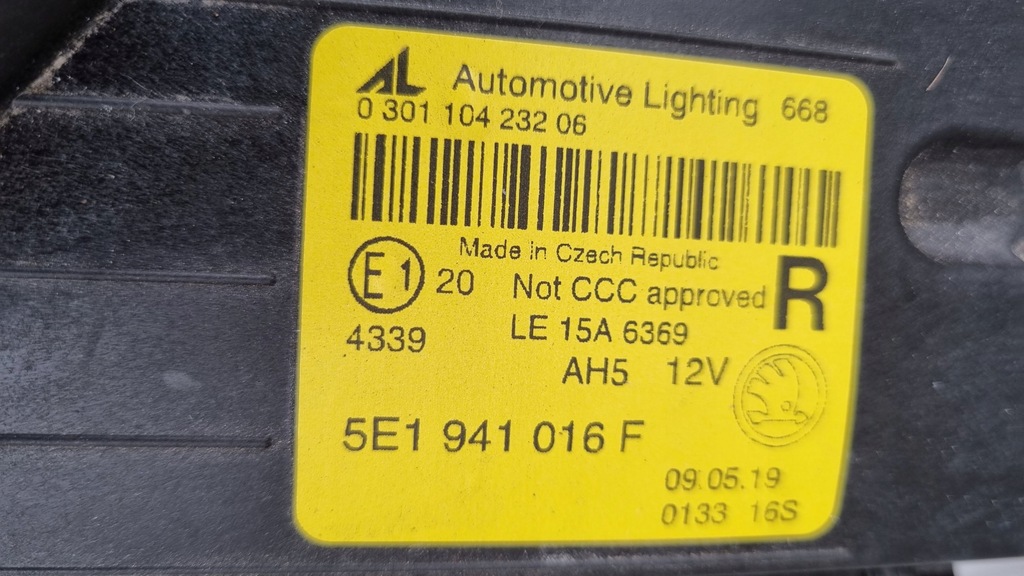 AL Automotive Lighting 668
0 301 104 232 06
Made in Czech Republic
E1 20 Not CCC approved R
4339 LE 15A 6369
AH5 12V
5E1 941 016 F
09.05.19
0133 16S